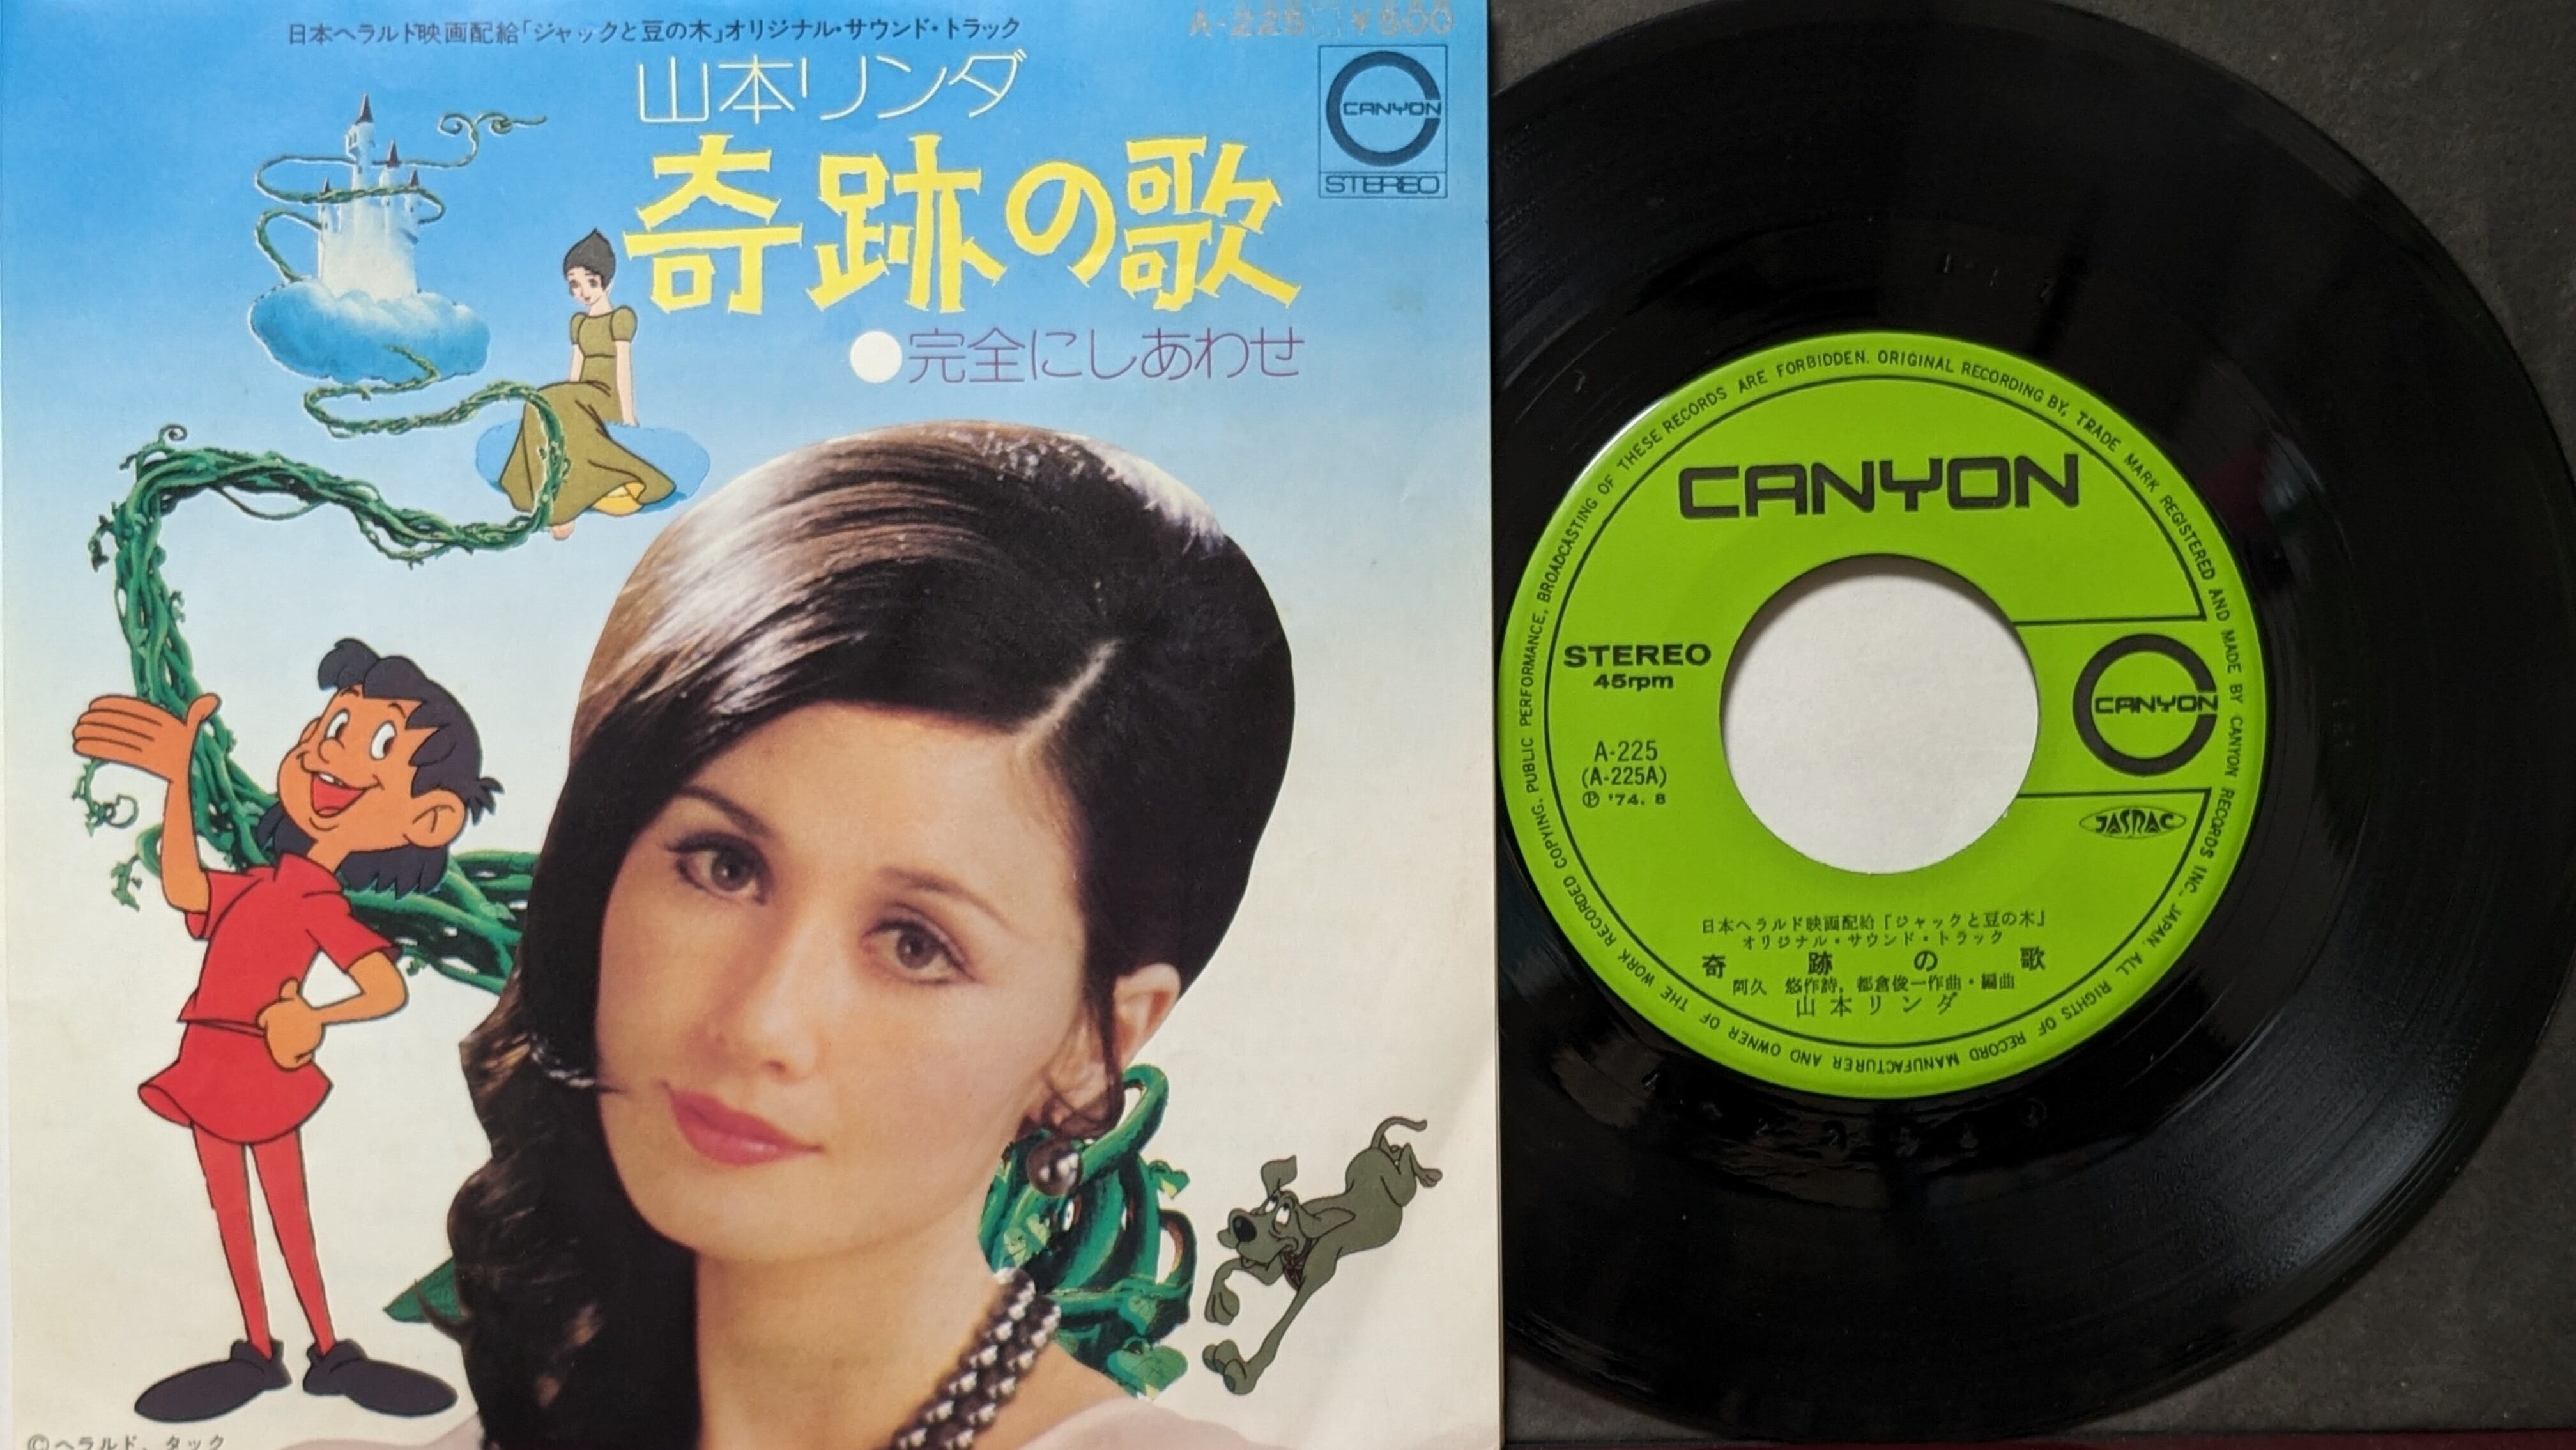 日本ヘラルド映画配給「ジャックと豆の木」オリジナル・サウンド・トラック
A-225 ¥500
山本リンダ
奇跡の歌
●完全にしあわせ
CANYON
STEREO
©ヘラルド、タック
CANYON
STEREO
45rpm
A-225
(A-225A)
Ⓟ '74. 8
CANYON
JASRAC
日本ヘラルド映画配給「ジャックと豆の木」
オリジナル・サウンド・トラック
奇跡の歌
阿久 悠作詩, 都倉俊一作曲・編曲
山本リンダ
ORIGINAL RECORDING BY, TRADE MARK REGISTERED AND MADE BY CANYON RECORDS INC., JAPAN. ALL RIGHTS OF RECORD MANUFACTURER AND OWNER OF THE WORK RECORDED COPYING. PUBLIC PERFORMANCE, BROADCASTING OF THESE RECORDS ARE FORBIDDEN.